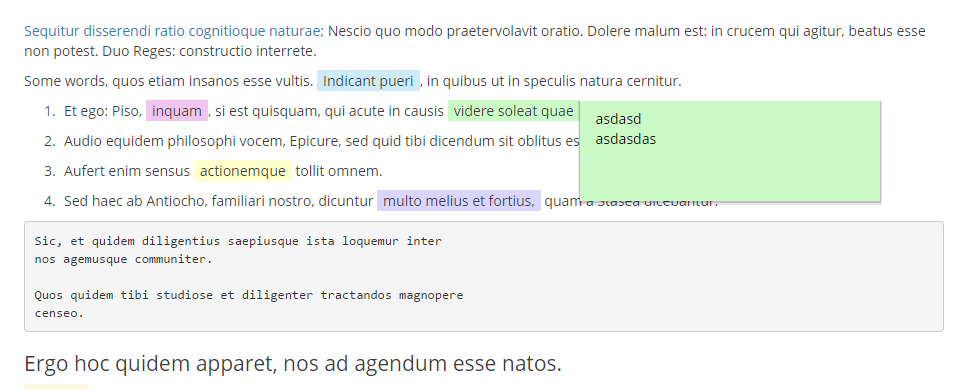 Sequitur disserendi ratio cognitioque naturae; Nescio quo modo praetervolavit oratio. Dolere malum est: in crucem qui agitur, beatus esse
non potest. Duo Reges: constructio interrete.
Some words, quos etiam insanos esse vultis. Indicant pueri , in quibus ut in speculis natura cernitur.
1. Et ego: Piso, inquam , si est quisquam, qui acute in causis videre soleat quae
asdasd
asdasdas
2. Audio equidem philosophi vocem, Epicure, sed quid tibi dicendum sit oblitus es
3. Aufert enim sensus actionemque tollit omnem.
4. Sed haec ab Antiocho, familiari nostro, dicuntur multo melius et fortius, quam a Stasea dicebantur.
Sic, et quidem diligentius saepiusque ista loquemur inter
nos agemusque communiter.
Quos quidem tibi studiose et diligenter tractandos magnopere
censeo.
Ergo hoc quidem apparet, nos ad agendum esse natos.